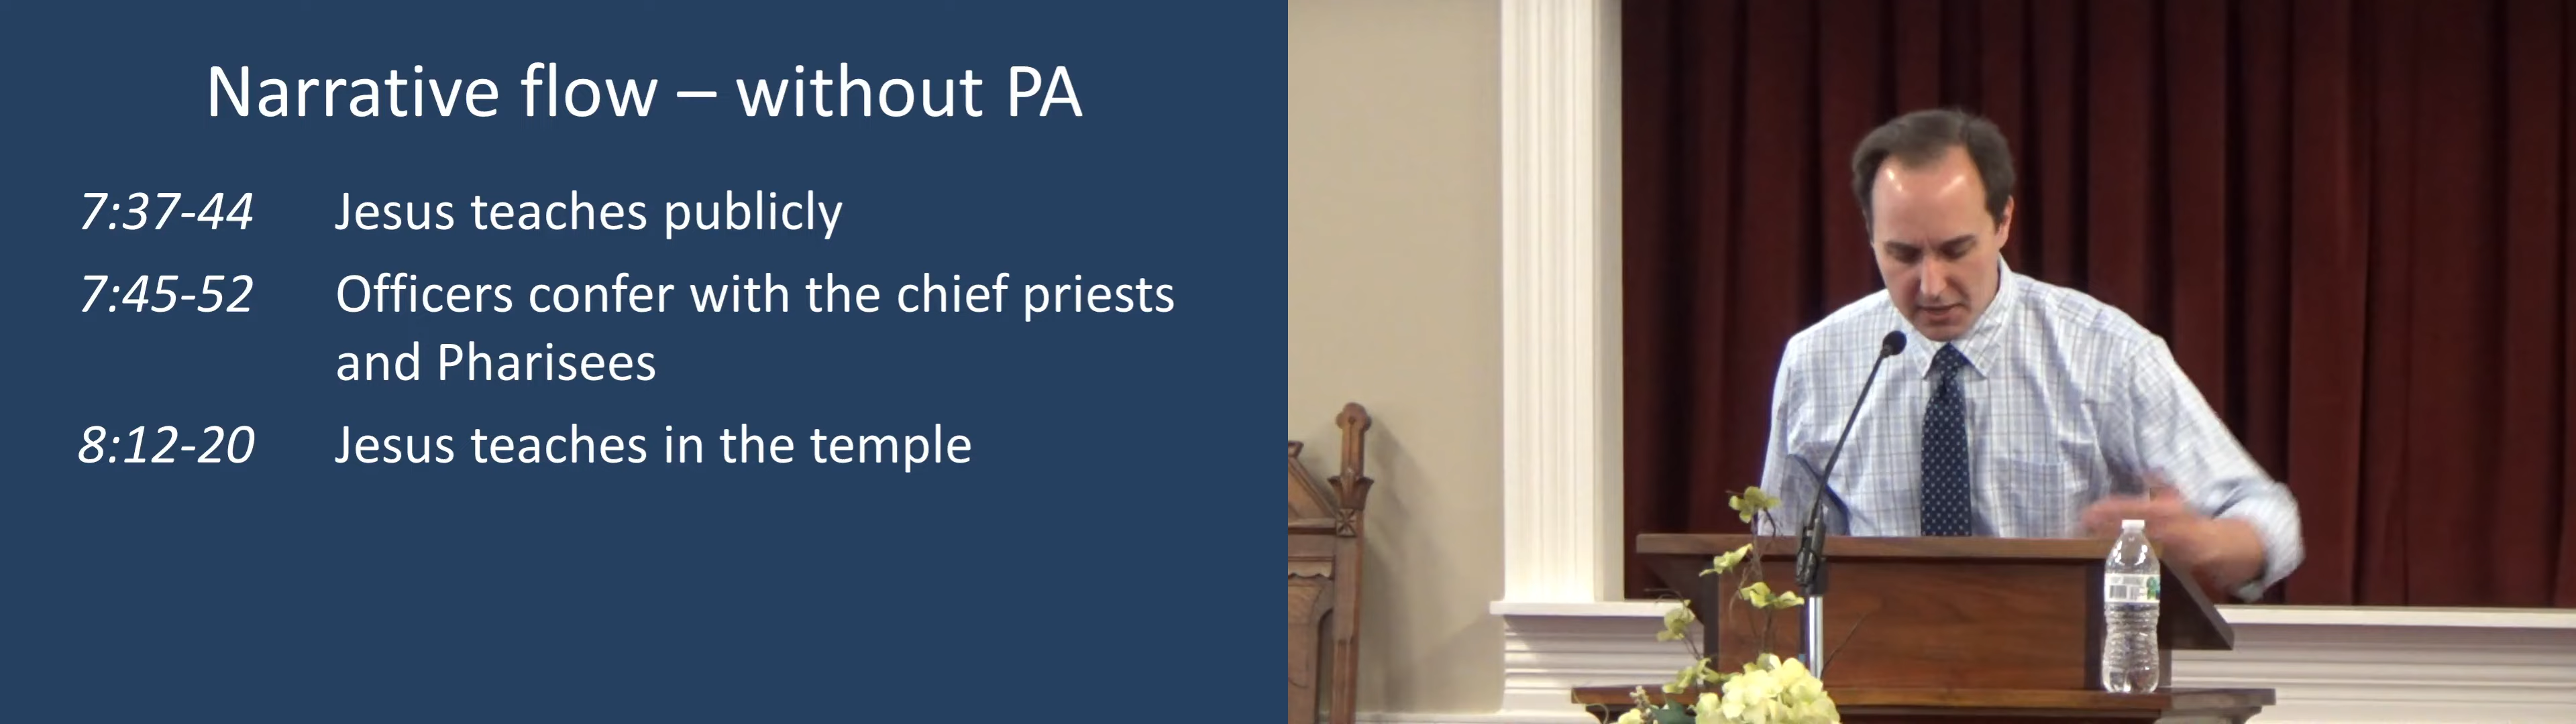 Narrative flow – without PA
7:37-44 Jesus teaches publicly
7:45-52 Officers confer with the chief priests
and Pharisees
8:12-20 Jesus teaches in the temple